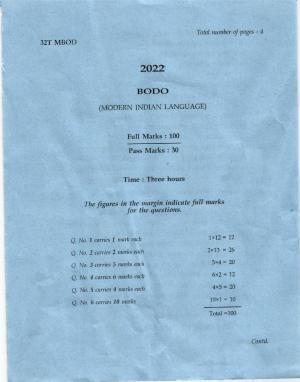 Total number of pages - 4
32T MBOD
2022
BODO
(MODERN INDIAN LANGUAGE)
Full Marks : 100
Pass Marks : 30
Time : Three hours
The figures in the margin indicate full marks
for the questions.
Q. No. 1 carries 1 mark each 1×12 = 12
Q. No. 2 carries 2 marks each 2×13 = 26
Q. No. 3 carries 5 marks each 5×4 = 20
Q. No. 4 carries 6 marks each 6×2 = 12
Q. No. 5 carries 4 marks each 4×5 = 20
Q. No. 6 carries 10 marks 10×1 = 10
Total =100
Contd.